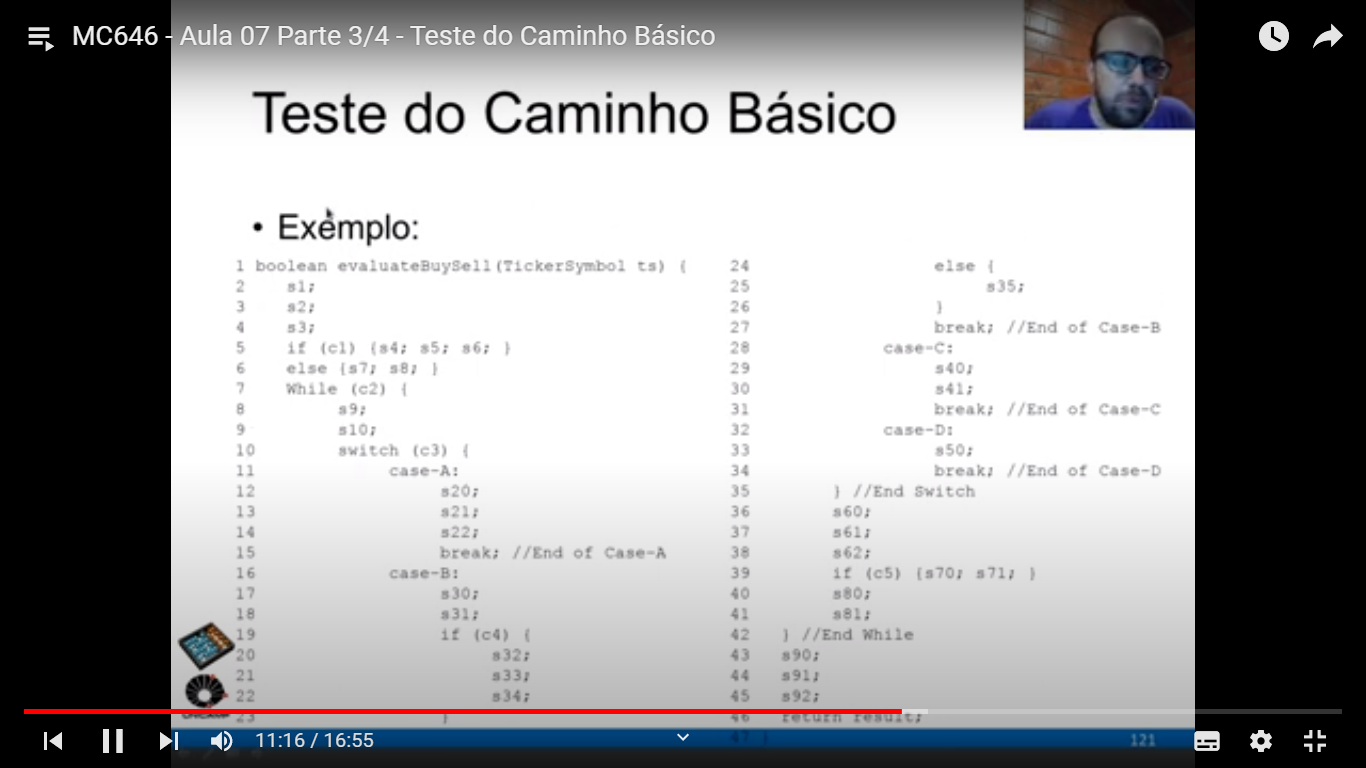 MC646 - Aula 07 Parte 3/4 - Teste do Caminho Básico
Teste do Caminho Básico
• Exemplo:
1 boolean evaluateBuySell(TickerSymbol ts) {
2 s1;
3 s2;
4 s3;
5 if (c1) {s4; s5; s6; }
6 else {s7; s8; }
7 While (c2) {
8 s9;
9 s10;
10 switch (c3) {
11 case-A:
12 s20;
13 s21;
14 s22;
15 break; //End of Case-A
16 case-B:
17 s30;
18 s31;
19 if (c4) {
20 s32;
21 s33;
22 s34;
23 }
24 else {
25 s35;
26 }
27 break; //End of Case-B
28 case-C:
29 s40;
30 s41;
31 break; //End of Case-C
32 case-D:
33 s50;
34 break; //End of Case-D
35 } //End Switch
36 s60;
37 s61;
38 s62;
39 if (c5) {s70; s71; }
40 s80;
41 s81;
42 } //End While
43 s90;
44 s91;
45 s92;
46 return result;
47 }
UNICAMP
121
11:16 / 16:55